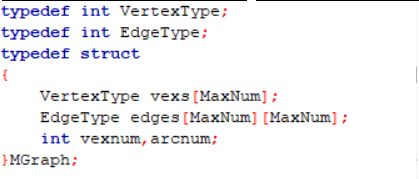 typedef int VertexType;
typedef int EdgeType;
typedef struct
{
    VertexType vexs[MaxNum];
    EdgeType edges[MaxNum][MaxNum];
    int vexnum,arcnum;
}MGraph;